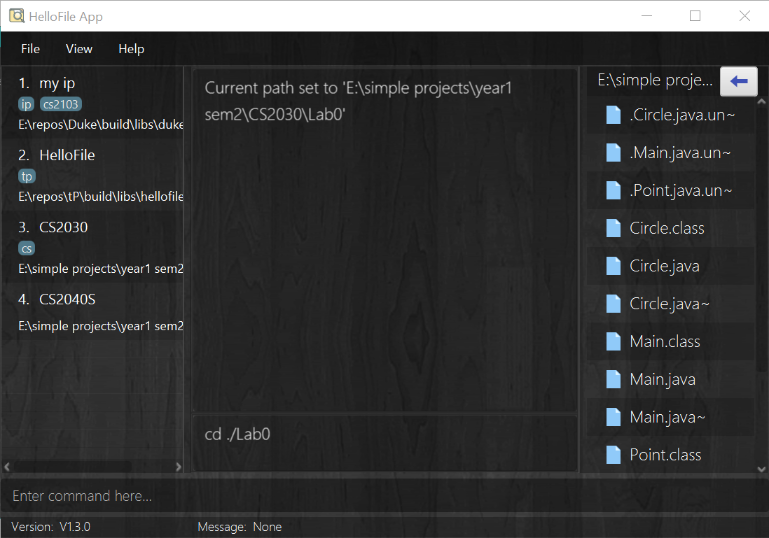 HelloFile App
File View Help
1. my ip
ip cs2103
E:\repos\Duke\build\libs\duke
2. HelloFile
tp
E:\repos\tP\build\libs\hellofile
3. CS2030
cs
E:\simple projects\year1 sem2
4. CS2040S
E:\simple projects\year1 sem2
Current path set to 'E:\simple projects\year1
sem2\CS2030\Lab0'
cd ./Lab0
E:\simple proje...
.Circle.java.un~
.Main.java.un~
.Point.java.un~
Circle.class
Circle.java
Circle.java~
Main.class
Main.java
Main.java~
Point.class
Enter command here...
Version: V1.3.0 Message: None